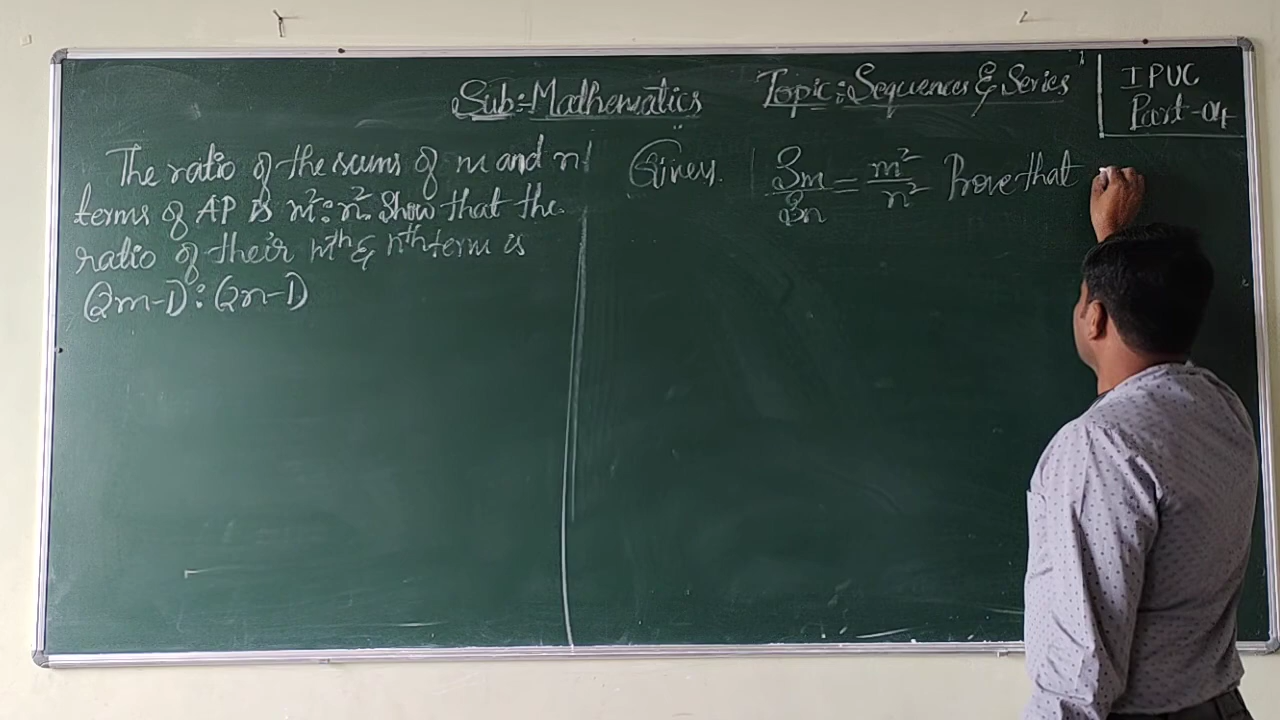 Sub:- Mathematics
Topic: Sequences & Series
I PUC
Part-04
The ratio of the sums of m and n
terms of AP is m²:n². Show that the
ratio of their mth & nth term is
(2m-1):(2n-1)
Given. Sm/Sn = m²/n² Prove that